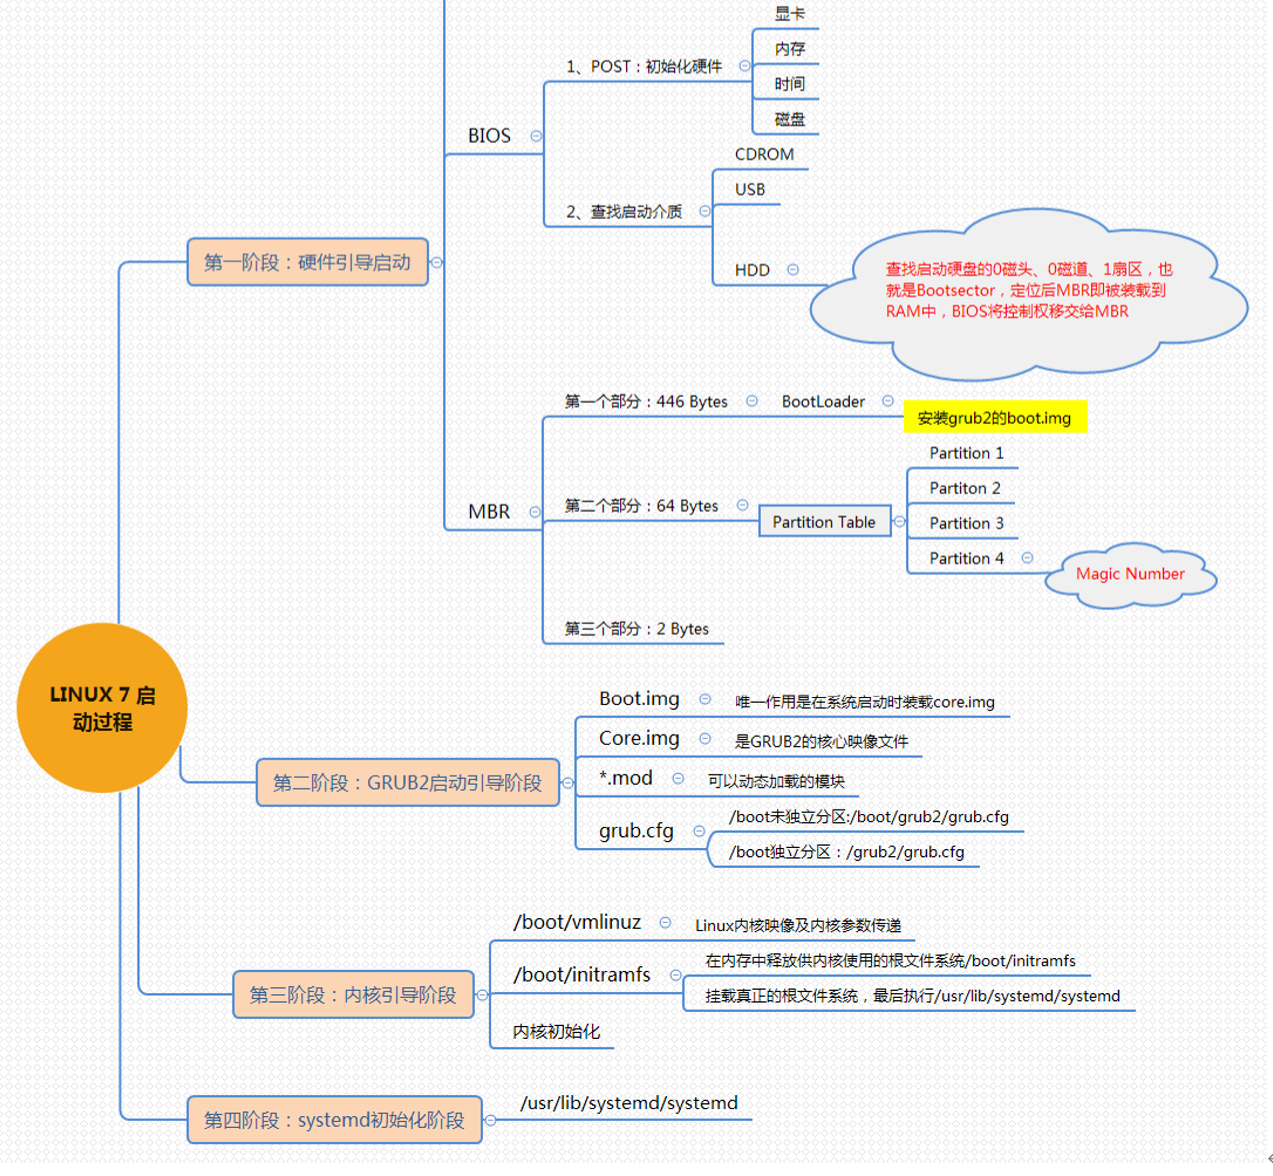 显卡
内存
1、POST：初始化硬件
时间
磁盘
BIOS
CDROM
USB
2、查找启动介质
HDD
查找启动硬盘的0磁头、0磁道、1扇区，也
就是Bootsector，定位后MBR即被装载到
RAM中，BIOS将控制权移交给MBR
第一阶段：硬件引导启动
第一个部分：446 Bytes
BootLoader
安装grub2的boot.img
MBR
第二个部分：64 Bytes
Partition Table
Partition 1
Partiton 2
Partition 3
Partition 4
Magic Number
第三个部分：2 Bytes
LINUX 7 启
动过程
第二阶段：GRUB2启动引导阶段
Boot.img
唯一作用是在系统启动时装载core.img
Core.img
是GRUB2的核心映像文件
*.mod
可以动态加载的模块
grub.cfg
/boot未独立分区:/boot/grub2/grub.cfg
/boot独立分区：/grub2/grub.cfg
第三阶段：内核引导阶段
/boot/vmlinuz
Linux内核映像及内核参数传递
/boot/initramfs
在内存中释放供内核使用的根文件系统/boot/initramfs
挂载真正的根文件系统，最后执行/usr/lib/systemd/systemd
内核初始化
第四阶段：systemd初始化阶段
/usr/lib/systemd/systemd